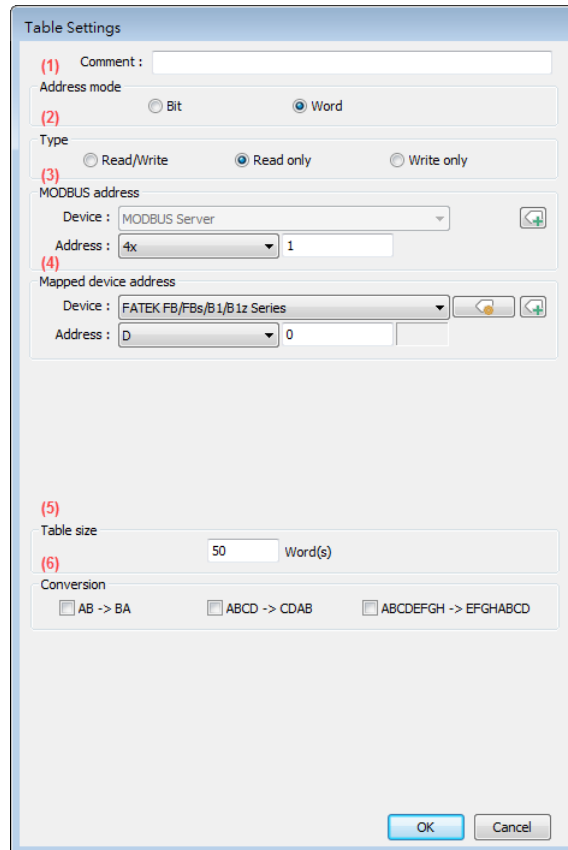 Table Settings
(1) Comment :
Address mode
(2) Bit Word
Type
Read/Write Read only Write only
(3)
MODBUS address
Device : MODBUS Server
Address : 4x 1
(4)
Mapped device address
Device : FATEK FB/FBs/B1/B1z Series
Address : D 0
(5)
Table size
50 Word(s)
(6)
Conversion
AB -> BA ABCD -> CDAB ABCDEFGH -> EFGHABCD
OK Cancel